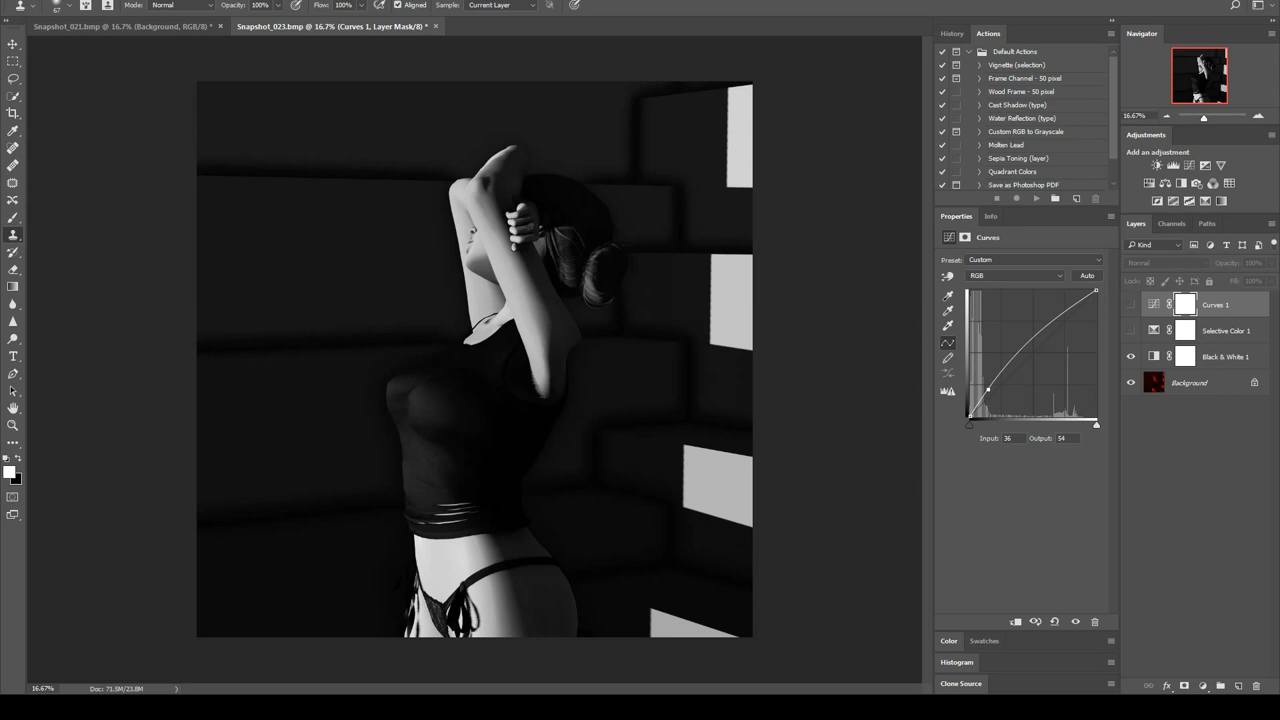 67
Mode: Normal Opacity: 100% Flow: 100% Aligned Sample: Current Layer
Snapshot_021.bmp @ 16.7% (Background, RGB/8) * ×
Snapshot_023.bmp @ 16.7% (Curves 1, Layer Mask/8) * ×
History Actions
Default Actions
Vignette (selection)
Frame Channel - 50 pixel
Wood Frame - 50 pixel
Cast Shadow (type)
Water Reflection (type)
Custom RGB to Grayscale
Molten Lead
Sepia Toning (layer)
Quadrant Colors
Save as Photoshop PDF
Properties Info
Curves
Preset: Custom
RGB Auto
Input: 36 Output: 54
Color Swatches
Histogram
Clone Source
Navigator
16.67%
Adjustments
Add an adjustment
Layers Channels Paths
Kind
Normal Opacity: 100%
Lock: Fill: 100%
Curves 1
Selective Color 1
Black & White 1
Background
16.67% Doc: 71.5M/23.8M